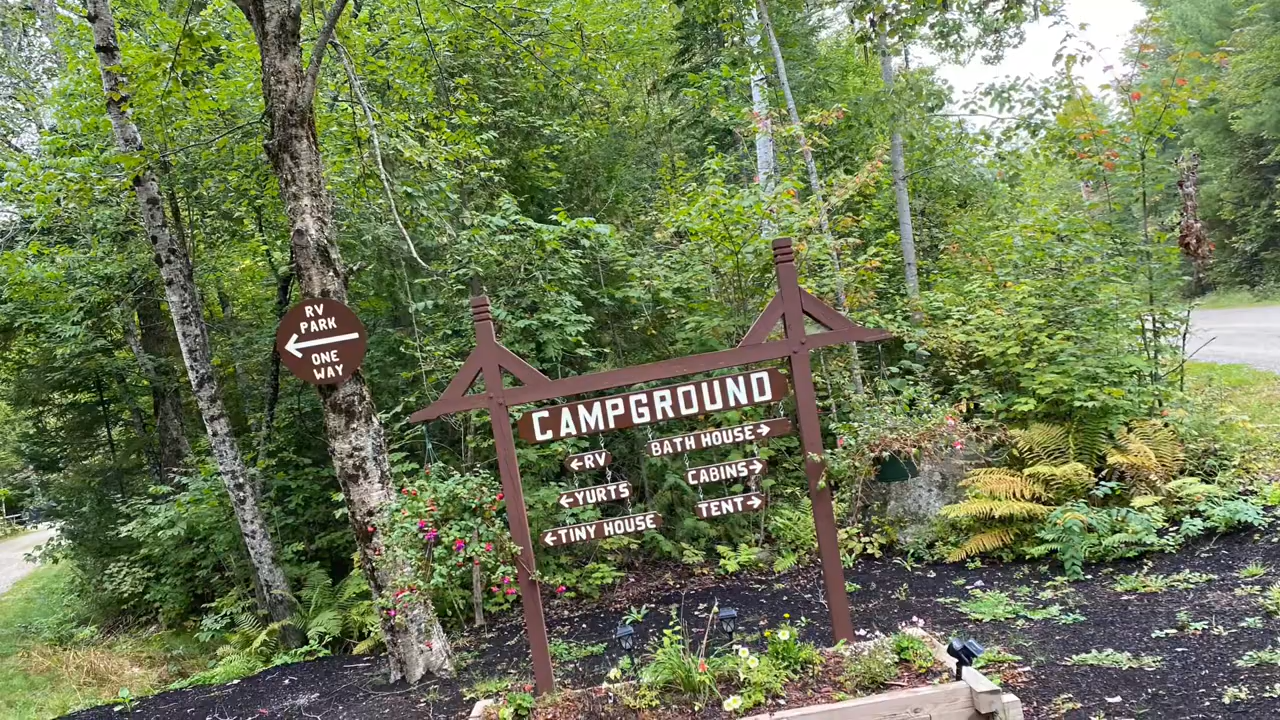 RV
PARK
←
ONE
WAY
CAMPGROUND
←RV
←YURTS
←TINY HOUSE
BATH HOUSE→
CABINS→
TENT→